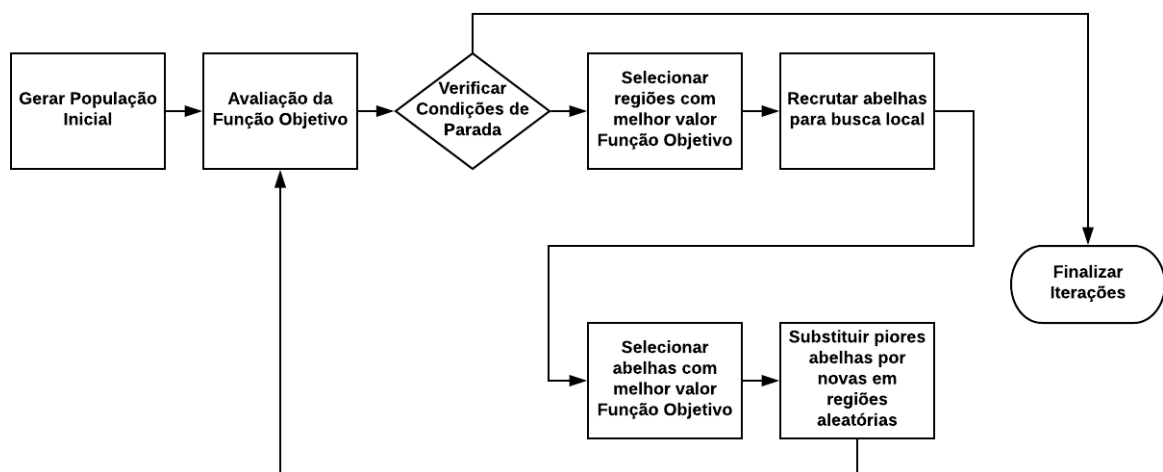 Gerar População
Inicial
Avaliação da
Função Objetivo
Verificar
Condições de
Parada
Selecionar
regiões com
melhor valor
Função Objetivo
Recrutar abelhas
para busca local
Finalizar
Iterações
Selecionar
abelhas com
melhor valor
Função Objetivo
Substituir piores
abelhas por
novas em
regiões
aleatórias